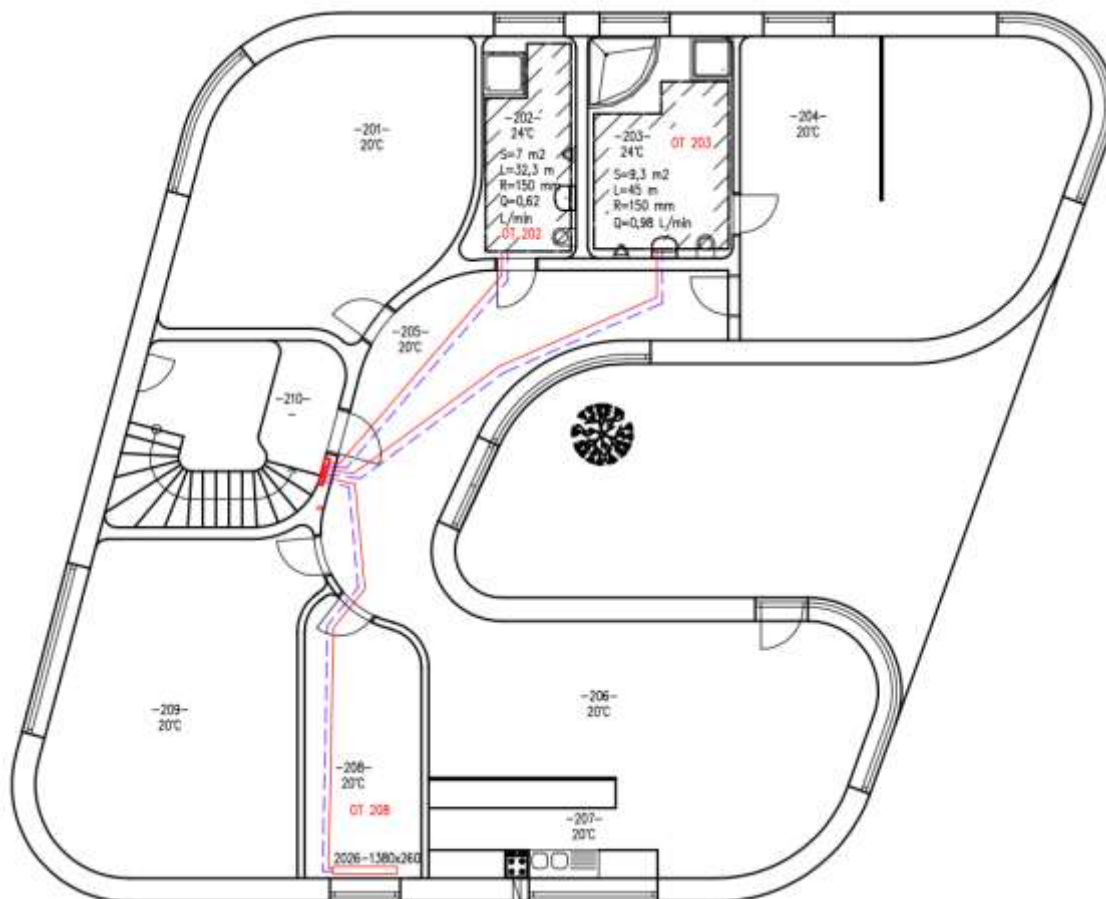 -201-
20℃
-202-
24℃
S=7 m2
L=32,3 m
R=150 mm
Q=0,62
L/min
OT 202
-203-
24℃
OT 203
S=9,3 m2
L=45 m
R=150 mm
Q=0,98 L/min
-204-
20℃
-205-
20℃
-210-
-
-206-
20℃
-209-
20℃
-208-
20℃
OT 208
-207-
20℃
2026-1380x260
N